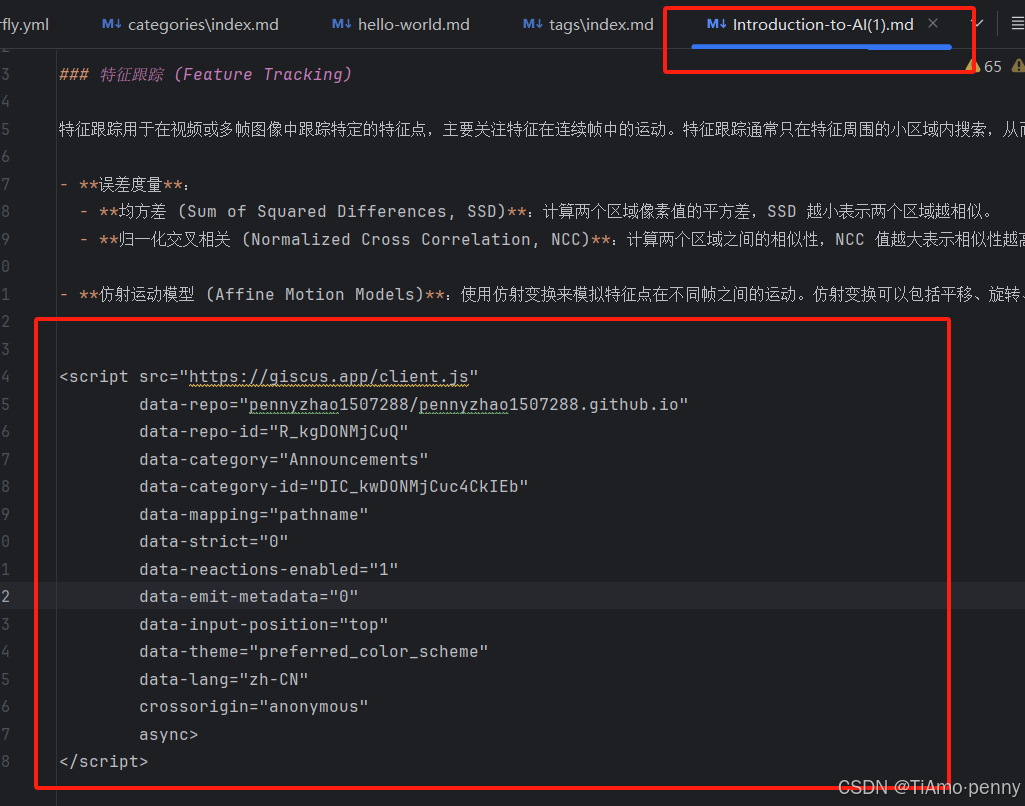 fly.yml M↓ categories\index.md M↓ hello-world.md M↓ tags\index.md M↓ Introduction-to-AI(1).md ×
65
3 ### 特征跟踪 (Feature Tracking)
4
5 特征跟踪用于在视频或多帧图像中跟踪特定的特征点，主要关注特征在连续帧中的运动。特征跟踪通常只在特征周围的小区域内搜索，从而
6
7 - **误差度量**：
8 - **均方差 (Sum of Squared Differences, SSD)**：计算两个区域像素值的平方差，SSD 越小表示两个区域越相似。
9 - **归一化交叉相关 (Normalized Cross Correlation, NCC)**：计算两个区域之间的相似性，NCC 值越大表示相似性越高
0
1 - **仿射运动模型 (Affine Motion Models)**：使用仿射变换来模拟特征点在不同帧之间的运动。仿射变换可以包括平移、旋转、
2
3
4 <script src="https://giscus.app/client.js"
5 data-repo="pennyzhao1507288/pennyzhao1507288.github.io"
6 data-repo-id="R_kgDONMjCuQ"
7 data-category="Announcements"
8 data-category-id="DIC_kwDONMjCuc4CkIEb"
9 data-mapping="pathname"
0 data-strict="0"
1 data-reactions-enabled="1"
2 data-emit-metadata="0"
3 data-input-position="top"
4 data-theme="preferred_color_scheme"
5 data-lang="zh-CN"
6 crossorigin="anonymous"
7 async>
8 </script>
CSDN @TiAmo·penny